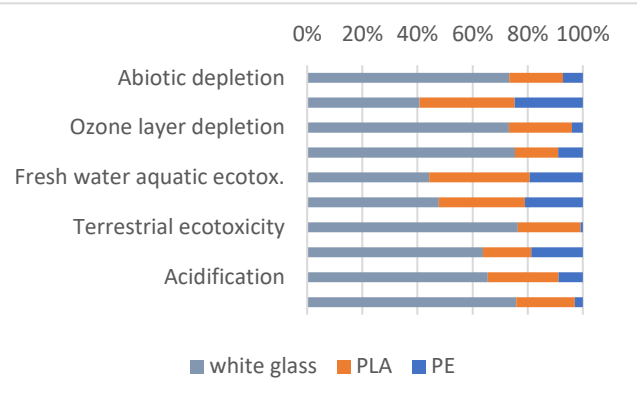 0% 20% 40% 60% 80% 100%
Abiotic depletion
Ozone layer depletion
Fresh water aquatic ecotox.
Terrestrial ecotoxicity
Acidification
white glass PLA PE